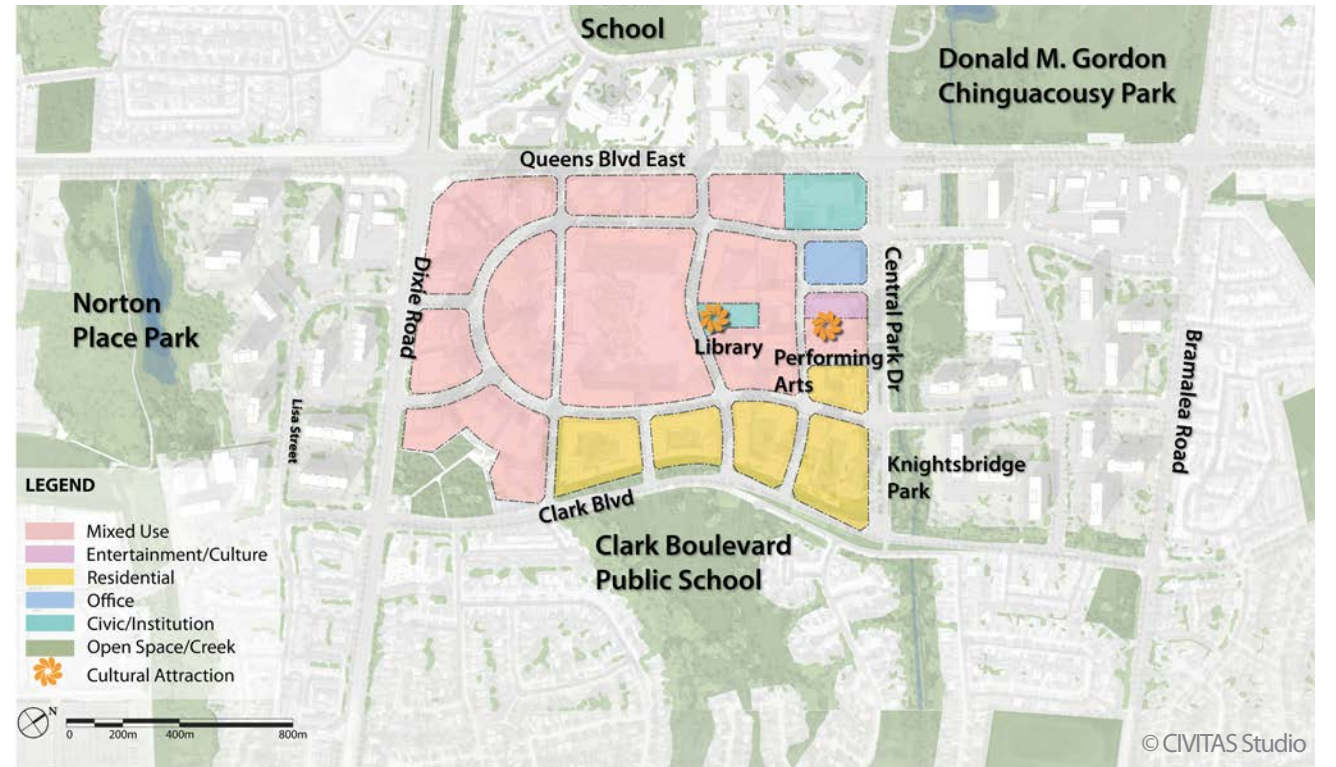 School
Donald M. Gordon
Chinguacousy Park
Queens Blvd East
Norton
Place Park
Dixie Road
Central Park Dr
Library
Performing
Arts
Bramalea Road
Lisa Street
Knightsbridge
Park
Clark Blvd
Clark Boulevard
Public School
LEGEND
Mixed Use
Entertainment/Culture
Residential
Office
Civic/Institution
Open Space/Creek
Cultural Attraction
N
0 200m 400m 800m
© CIVITAS Studio